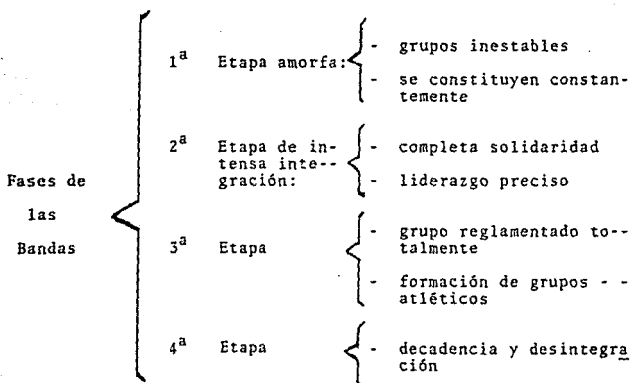 Fases de
las
Bandas
1ª Etapa amorfa:
- grupos inestables
- se constituyen constan-
temente
2ª Etapa de in-
tensa inte--
gración:
- completa solidaridad
- liderazgo preciso
3ª Etapa
- grupo reglamentado to--
talmente
- formación de grupos - -
atléticos
4ª Etapa
- decadencia y desintegra
ción